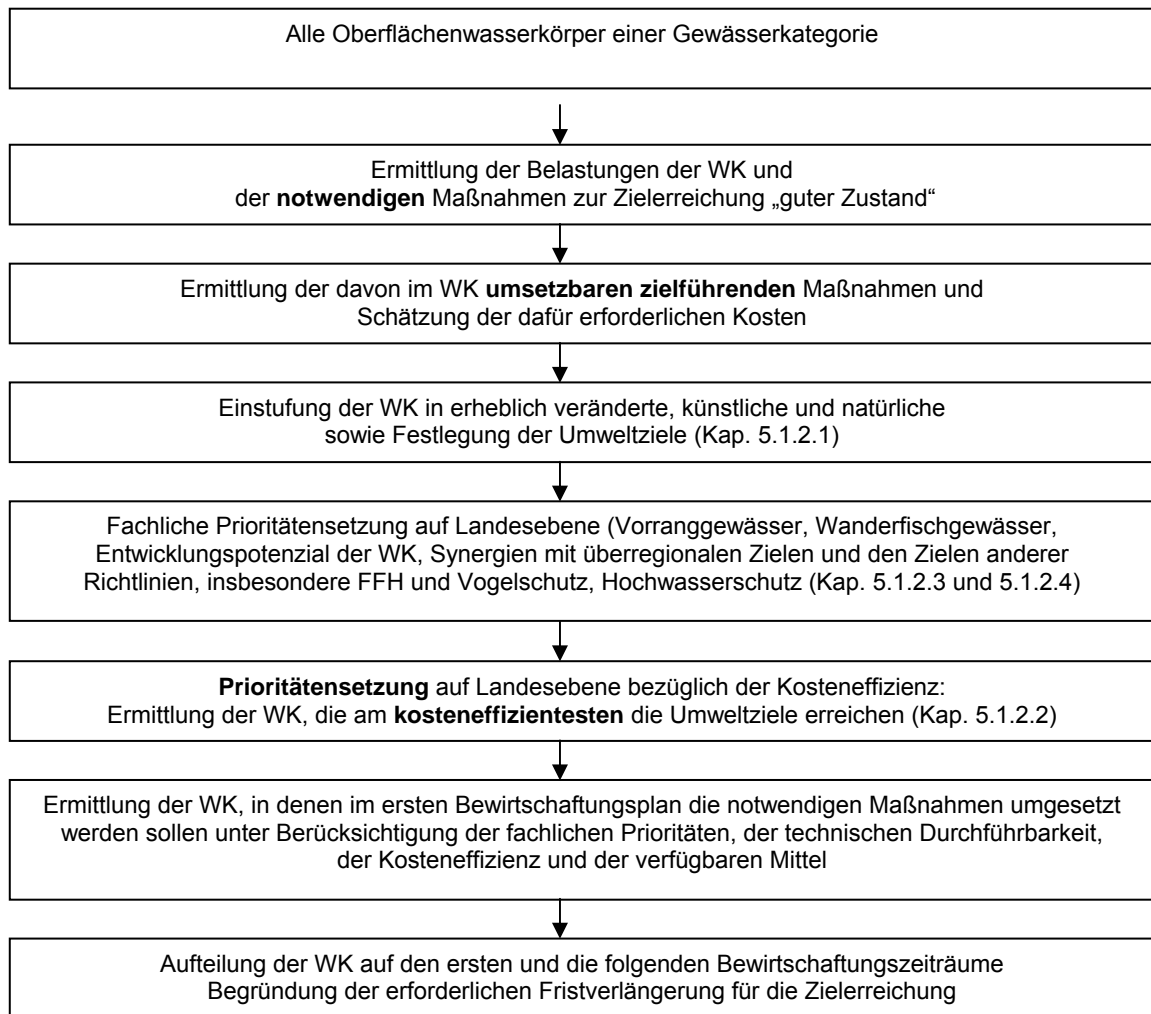 Alle Oberflächenwasserkörper einer Gewässerkategorie
Ermittlung der Belastungen der WK und
der notwendigen Maßnahmen zur Zielerreichung „guter Zustand“
Ermittlung der davon im WK umsetzbaren zielführenden Maßnahmen und
Schätzung der dafür erforderlichen Kosten
Einstufung der WK in erheblich veränderte, künstliche und natürliche
sowie Festlegung der Umweltziele (Kap. 5.1.2.1)
Fachliche Prioritätensetzung auf Landesebene (Vorranggewässer, Wanderfischgewässer,
Entwicklungspotenzial der WK, Synergien mit überregionalen Zielen und den Zielen anderer
Richtlinien, insbesondere FFH und Vogelschutz, Hochwasserschutz (Kap. 5.1.2.3 und 5.1.2.4)
Prioritätensetzung auf Landesebene bezüglich der Kosteneffizienz:
Ermittlung der WK, die am kosteneffizientesten die Umweltziele erreichen (Kap. 5.1.2.2)
Ermittlung der WK, in denen im ersten Bewirtschaftungsplan die notwendigen Maßnahmen umgesetzt
werden sollen unter Berücksichtigung der fachlichen Prioritäten, der technischen Durchführbarkeit,
der Kosteneffizienz und der verfügbaren Mittel
Aufteilung der WK auf den ersten und die folgenden Bewirtschaftungszeiträume
Begründung der erforderlichen Fristverlängerung für die Zielerreichung